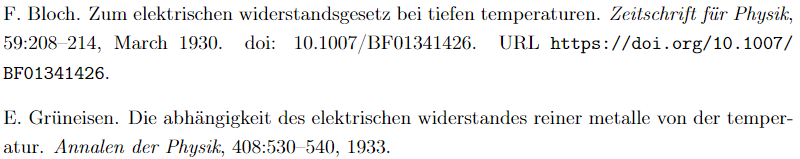 F. Bloch. Zum elektrischen widerstandsgesetz bei tiefen temperaturen. Zeitschrift für Physik,
59:208–214, March 1930. doi: 10.1007/BF01341426. URL https://doi.org/10.1007/
BF01341426.
E. Grüneisen. Die abhängigkeit des elektrischen widerstandes reiner metalle von der temper-
atur. Annalen der Physik, 408:530–540, 1933.